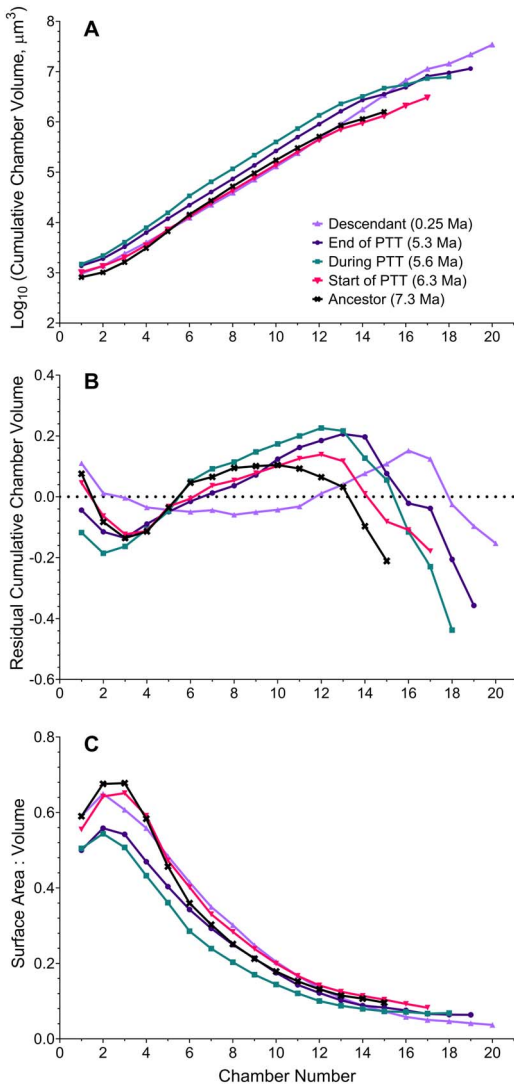 A
Log10 (Cumulative Chamber Volume, μm3)
8
7
6
5
4
3
2
0 2 4 6 8 10 12 14 16 18 20
Descendant (0.25 Ma)
End of PTT (5.3 Ma)
During PTT (5.6 Ma)
Start of PTT (6.3 Ma)
Ancestor (7.3 Ma)
B
Residual Cumulative Chamber Volume
0.4
0.2
0.0
-0.2
-0.4
-0.6
0 2 4 6 8 10 12 14 16 18 20
C
Surface Area : Volume
0.8
0.6
0.4
0.2
0.0
0 2 4 6 8 10 12 14 16 18 20
Chamber Number